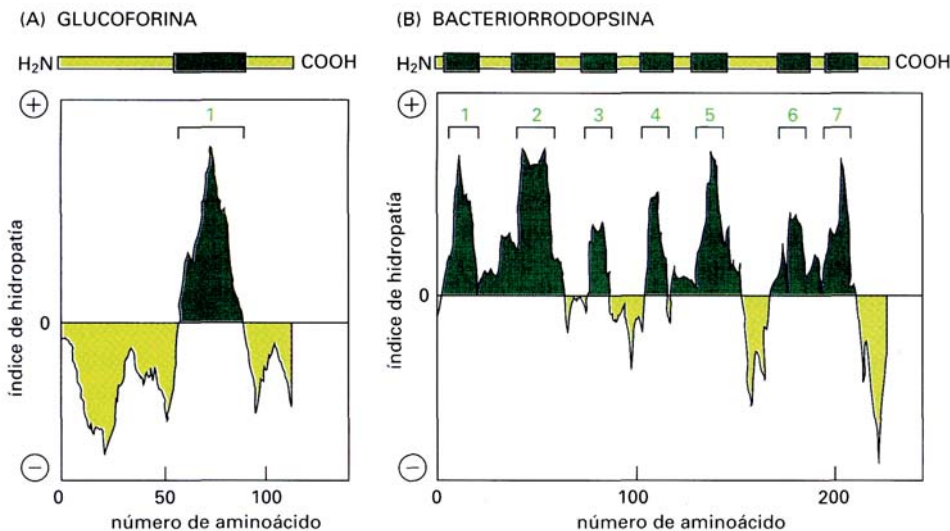 (A) GLUCOFORINA
H₂N COOH
+
1
índice de hidropatía
0
−
0 50 100
número de aminoácido
(B) BACTERIORRODOPSINA
H₂N COOH
+
1 2 3 4 5 6 7
índice de hidropatía
0
−
0 100 200
número de aminoácido